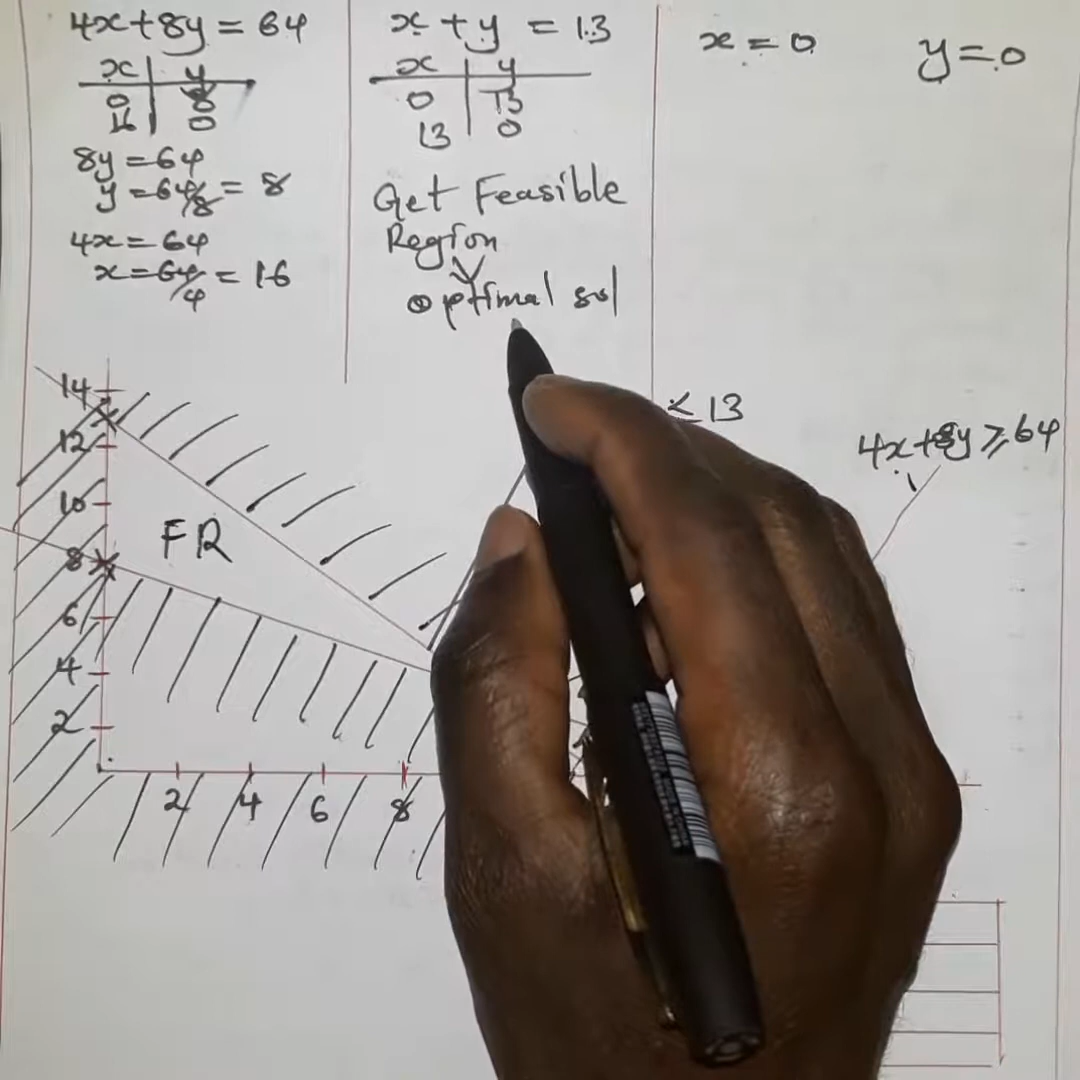 4x+8y = 64
x | y
0 | 8
16 | 0
8y = 64
y = 64/8 = 8
4x = 64
x = 64/4 = 16
x + y = 13
x | y
0 | 13
13 | 0
Get Feasible
Region
optimal sol
x = 0
y = 0
≤ 13
4x+8y ≥ 64
14
12
10
8
6
4
2
FR
2 4 6 8